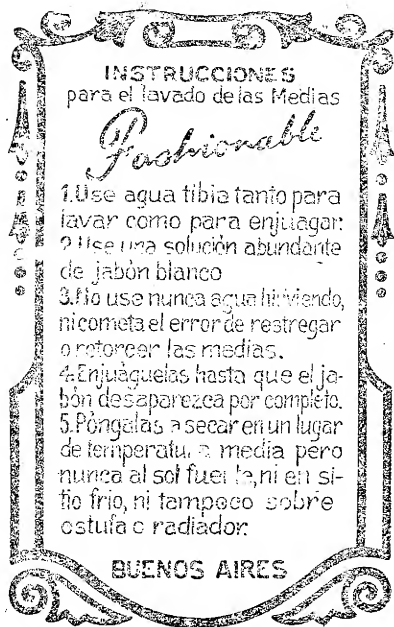 INSTRUCCIONES
para el lavado de las Medias
Fashionable
1.Use agua tibia tanto para
lavar como para enjuagar.
2.Use una solución abundante
de jabón blanco
3.No use nunca agua hirviendo,
ni cometa el error de restregar
o retorcer las medias.
4.Enjuáguelas hasta que el ja-
bón desaparezca por completo.
5.Póngalas a secar en un lugar
de temperatura media pero
nunca al sol fuerte, ni en si-
tio frio, ni tampoco sobre
estufa o radiador.
BUENOS AIRES